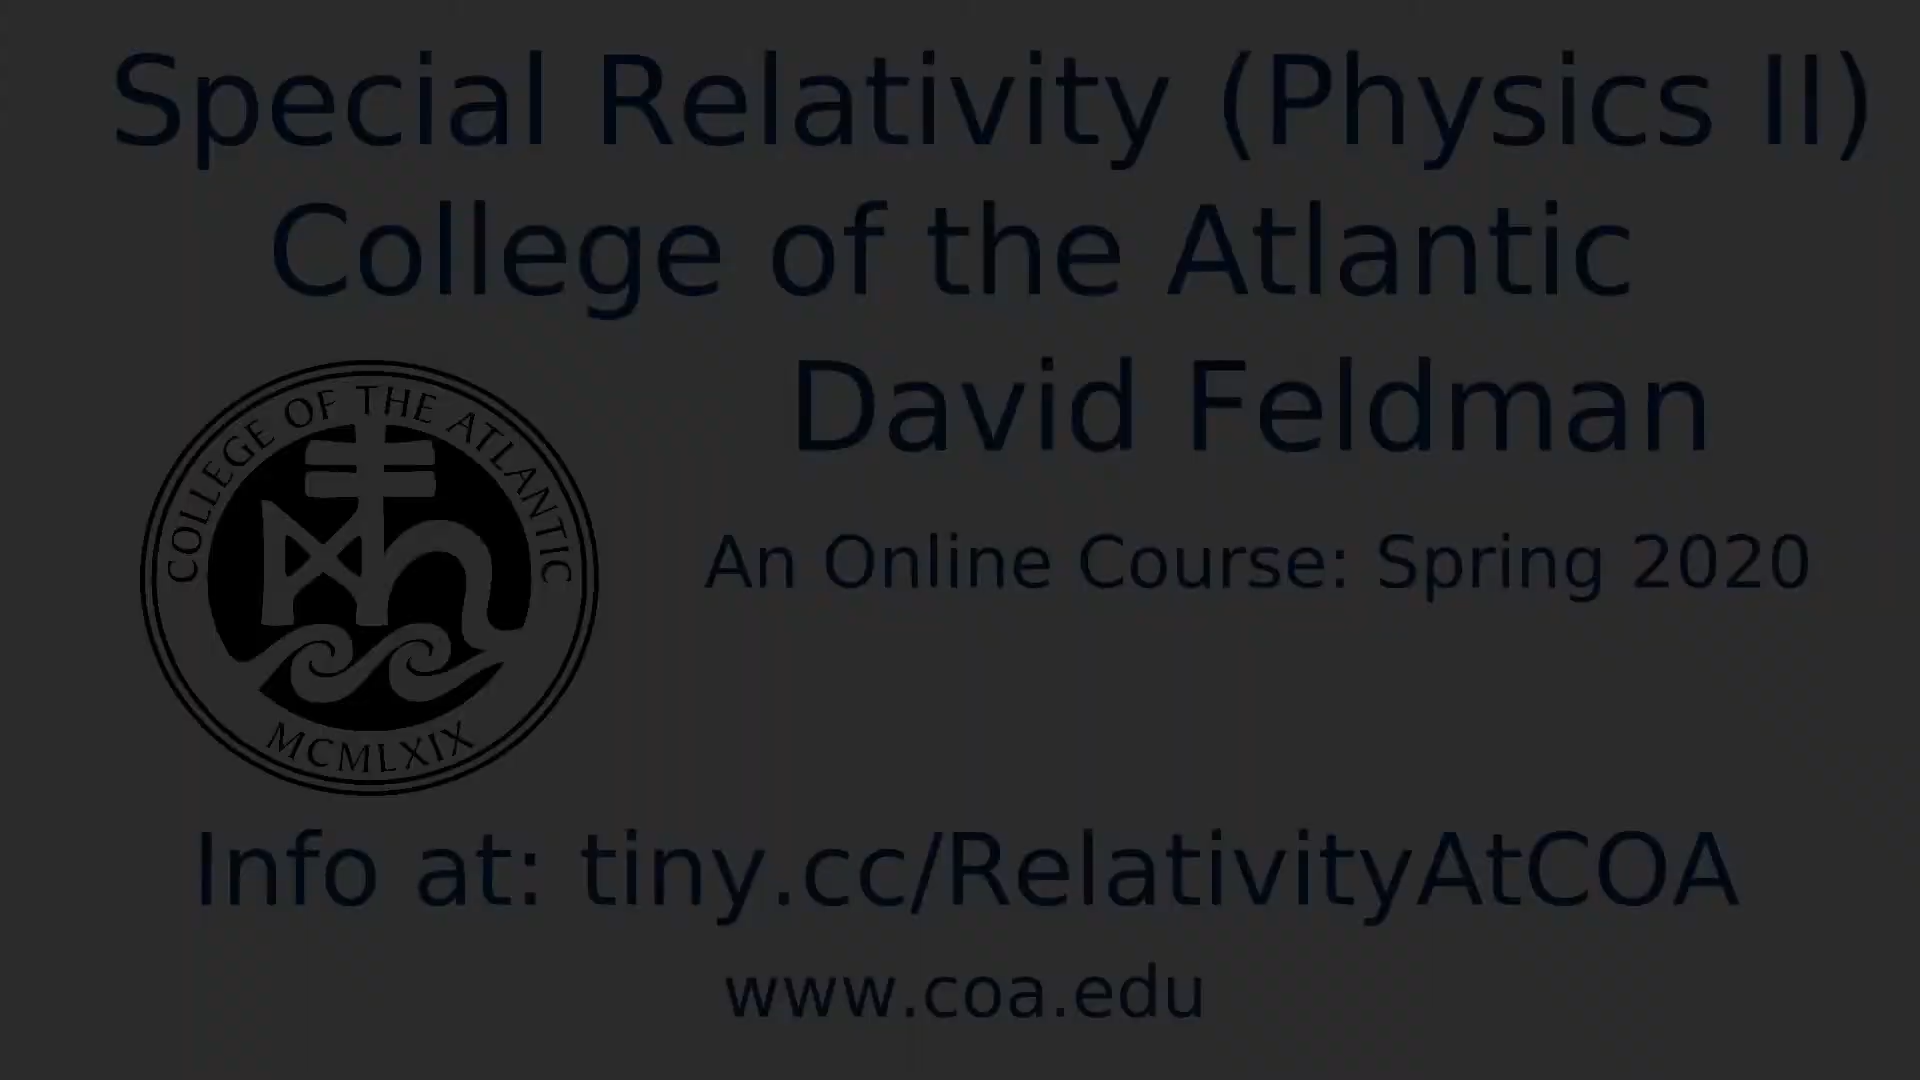 Special Relativity (Physics II)
College of the Atlantic
David Feldman
COLLEGE OF THE ATLANTIC
An Online Course: Spring 2020
MCMLXIX
Info at: tiny.cc/RelativityAtCOA
www.coa.edu